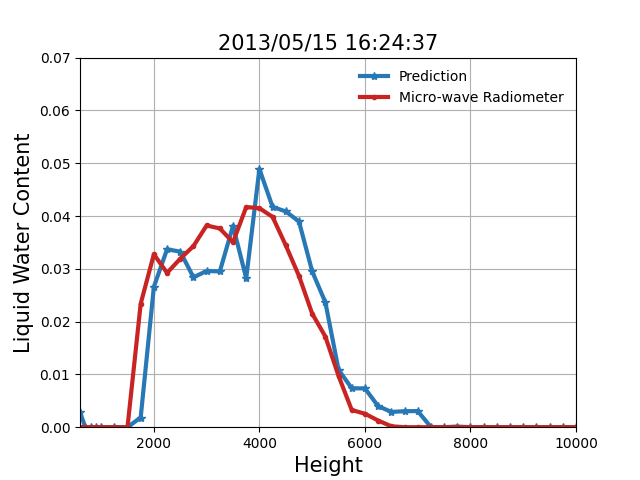 2013/05/15 16:24:37
0.07
0.06
0.05
0.04
0.03
0.02
0.01
0.00
Liquid Water Content
Prediction
Micro-wave Radiometer
2000 4000 6000 8000 10000
Height